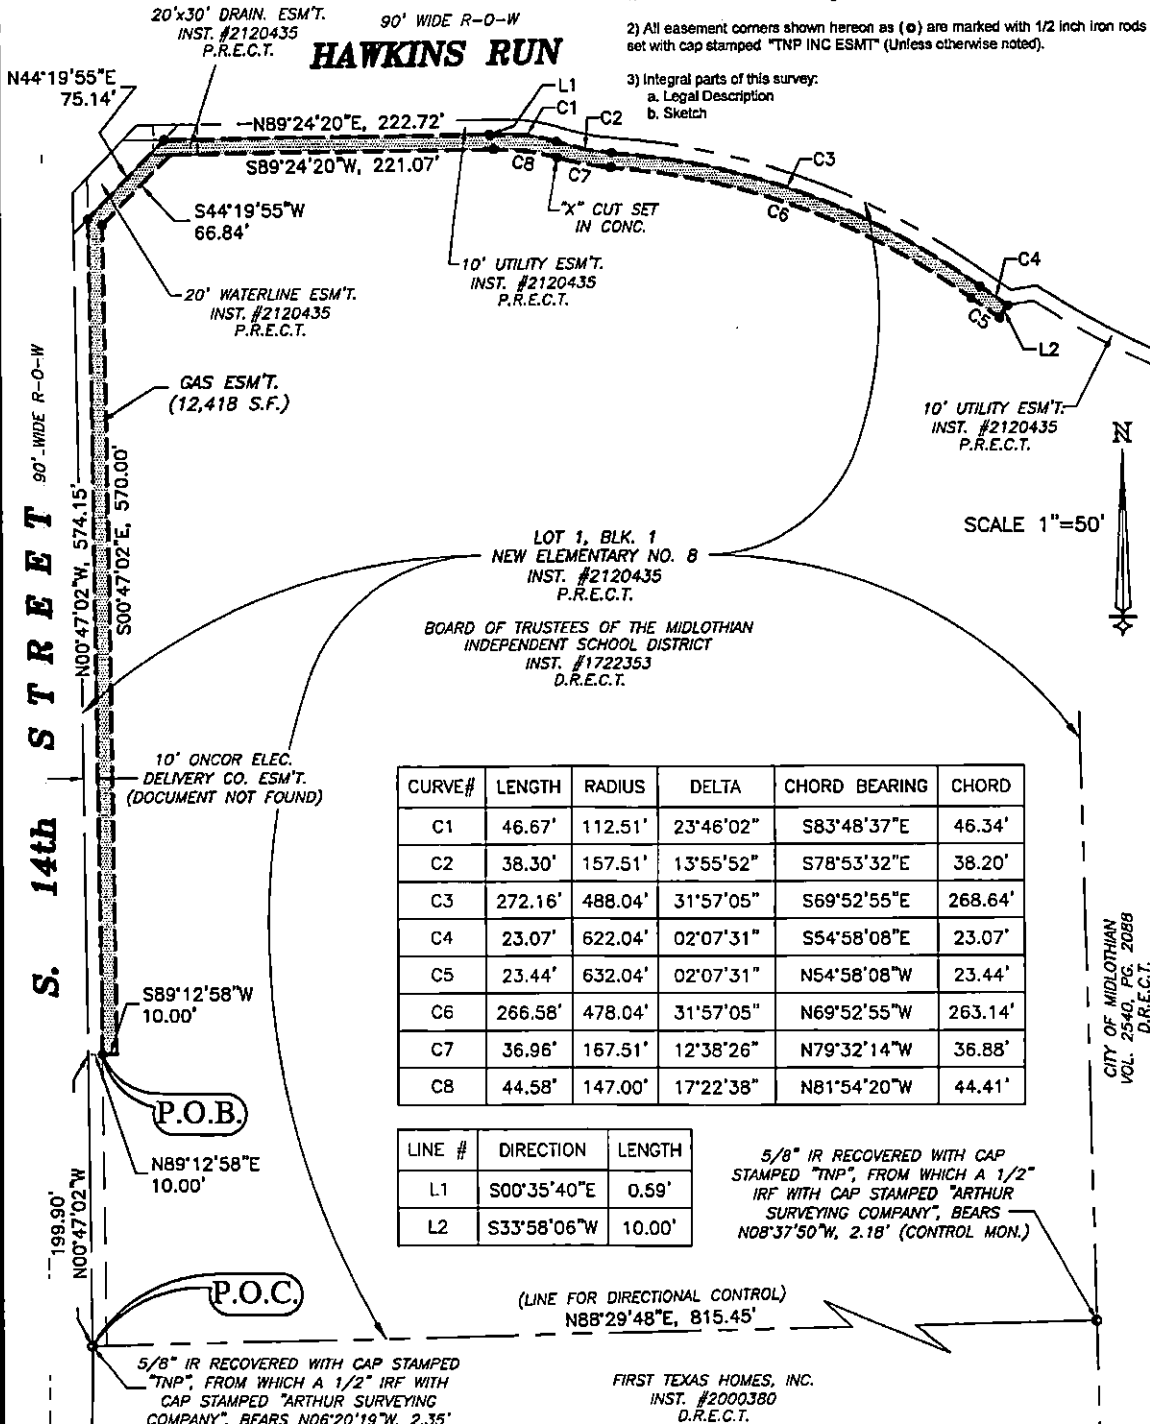 20'x30' DRAIN. ESM'T.
INST. #2120435
P.R.E.C.T.
90' WIDE R-O-W
HAWKINS RUN
2) All easement corners shown hereon as (o) are marked with 1/2 inch iron rods
set with cap stamped "TNP INC ESMT" (Unless otherwise noted).
3) Integral parts of this survey:
a. Legal Description
b. Sketch
N44°19'55"E
75.14'
L1
C1
C2
N89°24'20"E, 222.72'
S89°24'20"W, 221.07'
C8
C7
C3
C6
"X" CUT SET
IN CONC.
S44°19'55"W
66.84'
10' UTILITY ESM'T.
INST. #2120435
P.R.E.C.T.
20' WATERLINE ESM'T.
INST. #2120435
P.R.E.C.T.
C4
C5
L2
GAS ESM'T.
(12,418 S.F.)
10' UTILITY ESM'T.
INST. #2120435
P.R.E.C.T.
N
SCALE 1"=50'
S. 14th STREET
90' WIDE R-O-W
N00°47'02"W, 574.15'
S00°47'02"E, 570.00'
LOT 1, BLK. 1
NEW ELEMENTARY NO. 8
INST. #2120435
P.R.E.C.T.
BOARD OF TRUSTEES OF THE MIDLOTHIAN
INDEPENDENT SCHOOL DISTRICT
INST. #1722353
D.R.E.C.T.
10' ONCOR ELEC.
DELIVERY CO. ESM'T.
(DOCUMENT NOT FOUND)
CURVE# LENGTH RADIUS DELTA CHORD BEARING CHORD
C1 46.67' 112.51' 23°46'02" S83°48'37"E 46.34'
C2 38.30' 157.51' 13°55'52" S78°53'32"E 38.20'
C3 272.16' 488.04' 31°57'05" S69°52'55"E 268.64'
C4 23.07' 622.04' 02°07'31" S54°58'08"E 23.07'
C5 23.44' 632.04' 02°07'31" N54°58'08"W 23.44'
C6 266.58' 478.04' 31°57'05" N69°52'55"W 263.14'
C7 36.96' 167.51' 12°38'26" N79°32'14"W 36.88'
C8 44.58' 147.00' 17°22'38" N81°54'20"W 44.41'
CITY OF MIDLOTHIAN
VOL. 2540, PG. 2088
D.R.E.C.T.
S89°12'58"W
10.00'
P.O.B.
N89°12'58"E
10.00'
LINE # DIRECTION LENGTH
L1 S00°35'40"E 0.59'
L2 S33°58'06"W 10.00'
5/8" IR RECOVERED WITH CAP
STAMPED "TNP", FROM WHICH A 1/2"
IRF WITH CAP STAMPED "ARTHUR
SURVEYING COMPANY", BEARS
N08°37'50"W, 2.18' (CONTROL MON.)
199.90'
N00°47'02"W
P.O.C.
(LINE FOR DIRECTIONAL CONTROL)
N88°29'48"E, 815.45'
5/8" IR RECOVERED WITH CAP STAMPED
"TNP", FROM WHICH A 1/2" IRF WITH
CAP STAMPED "ARTHUR SURVEYING
COMPANY", BEARS N06°20'19"W, 2.35'
FIRST TEXAS HOMES, INC.
INST. #2000380
D.R.E.C.T.